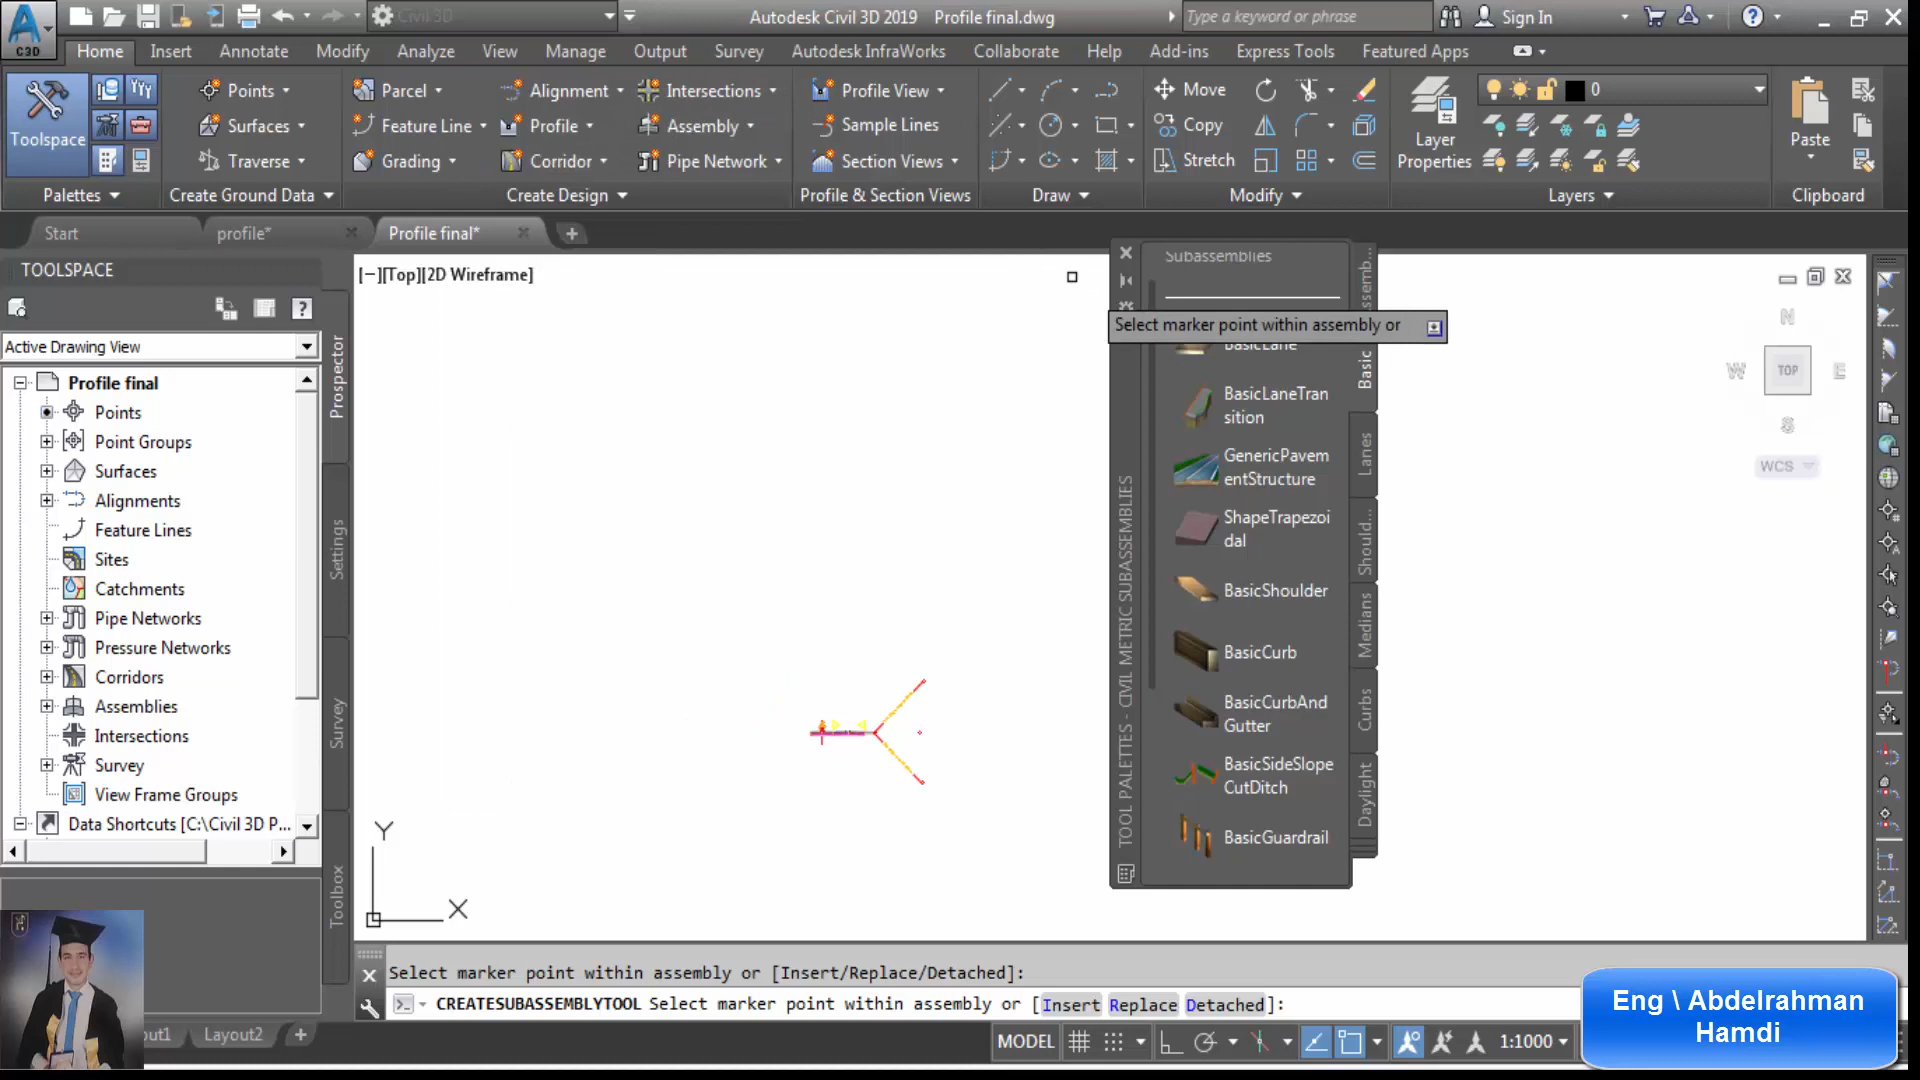 C3D
Civil 3D
Autodesk Civil 3D 2019 Profile final.dwg
Type a keyword or phrase
Sign In
Home Insert Annotate Modify Analyze View Manage Output Survey Autodesk InfraWorks Collaborate Help Add-ins Express Tools Featured Apps
Points Parcel Alignment Intersections Profile View Move 0
Surfaces Feature Line Profile Assembly Sample Lines Copy
Toolspace Layer Properties Paste
Traverse Grading Corridor Pipe Network Section Views Stretch
Palettes Create Ground Data Create Design Profile & Section Views Draw Modify Layers Clipboard
Start profile* Profile final*
TOOLSPACE
Active Drawing View
Profile final
Points
Point Groups
Surfaces
Alignments
Feature Lines
Sites
Catchments
Pipe Networks
Pressure Networks
Corridors
Assemblies
Intersections
Survey
View Frame Groups
Data Shortcuts [C:\Civil 3D P...
Prospector
Settings
Survey
Toolbox
[−][Top][2D Wireframe]
Y
X
Subassemblies
Select marker point within assembly or
BasicLane
BasicLaneTran
sition
GenericPavem
entStructure
ShapeTrapezoi
dal
BasicShoulder
BasicCurb
BasicCurbAnd
Gutter
BasicSideSlope
CutDitch
BasicGuardrail
TOOL PALETTES - CIVIL METRIC SUBASSEMBLIES
Basic
Lanes
Should...
Medians
Curbs
Daylight
N
W TOP E
S
WCS
Select marker point within assembly or [Insert/Replace/Detached]:
CREATESUBASSEMBLYTOOL Select marker point within assembly or [Insert Replace Detached]:
Layout2
MODEL
1:1000
Eng \ Abdelrahman
Hamdi